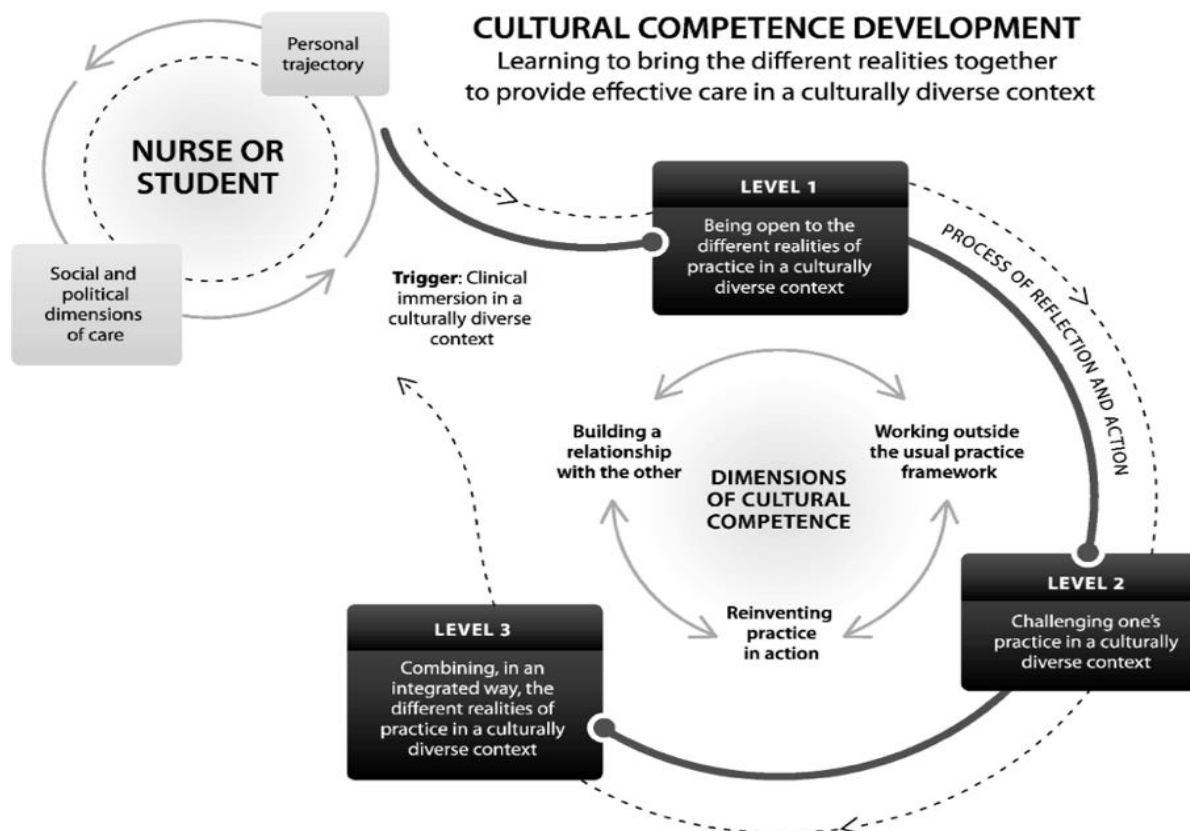 CULTURAL COMPETENCE DEVELOPMENT
Learning to bring the different realities together
to provide effective care in a culturally diverse context
Personal
trajectory
NURSE OR
STUDENT
Social and
political
dimensions
of care
Trigger: Clinical
immersion in a
culturally diverse
context
LEVEL 1
Being open to the
different realities of
practice in a culturally
diverse context
PROCESS OF REFLECTION AND ACTION
Building a
relationship
with the other
Working outside
the usual practice
framework
DIMENSIONS
OF CULTURAL
COMPETENCE
Reinventing
practice
in action
LEVEL 2
Challenging one's
practice in a culturally
diverse context
LEVEL 3
Combining, in an
integrated way, the
different realities of
practice in a culturally
diverse context